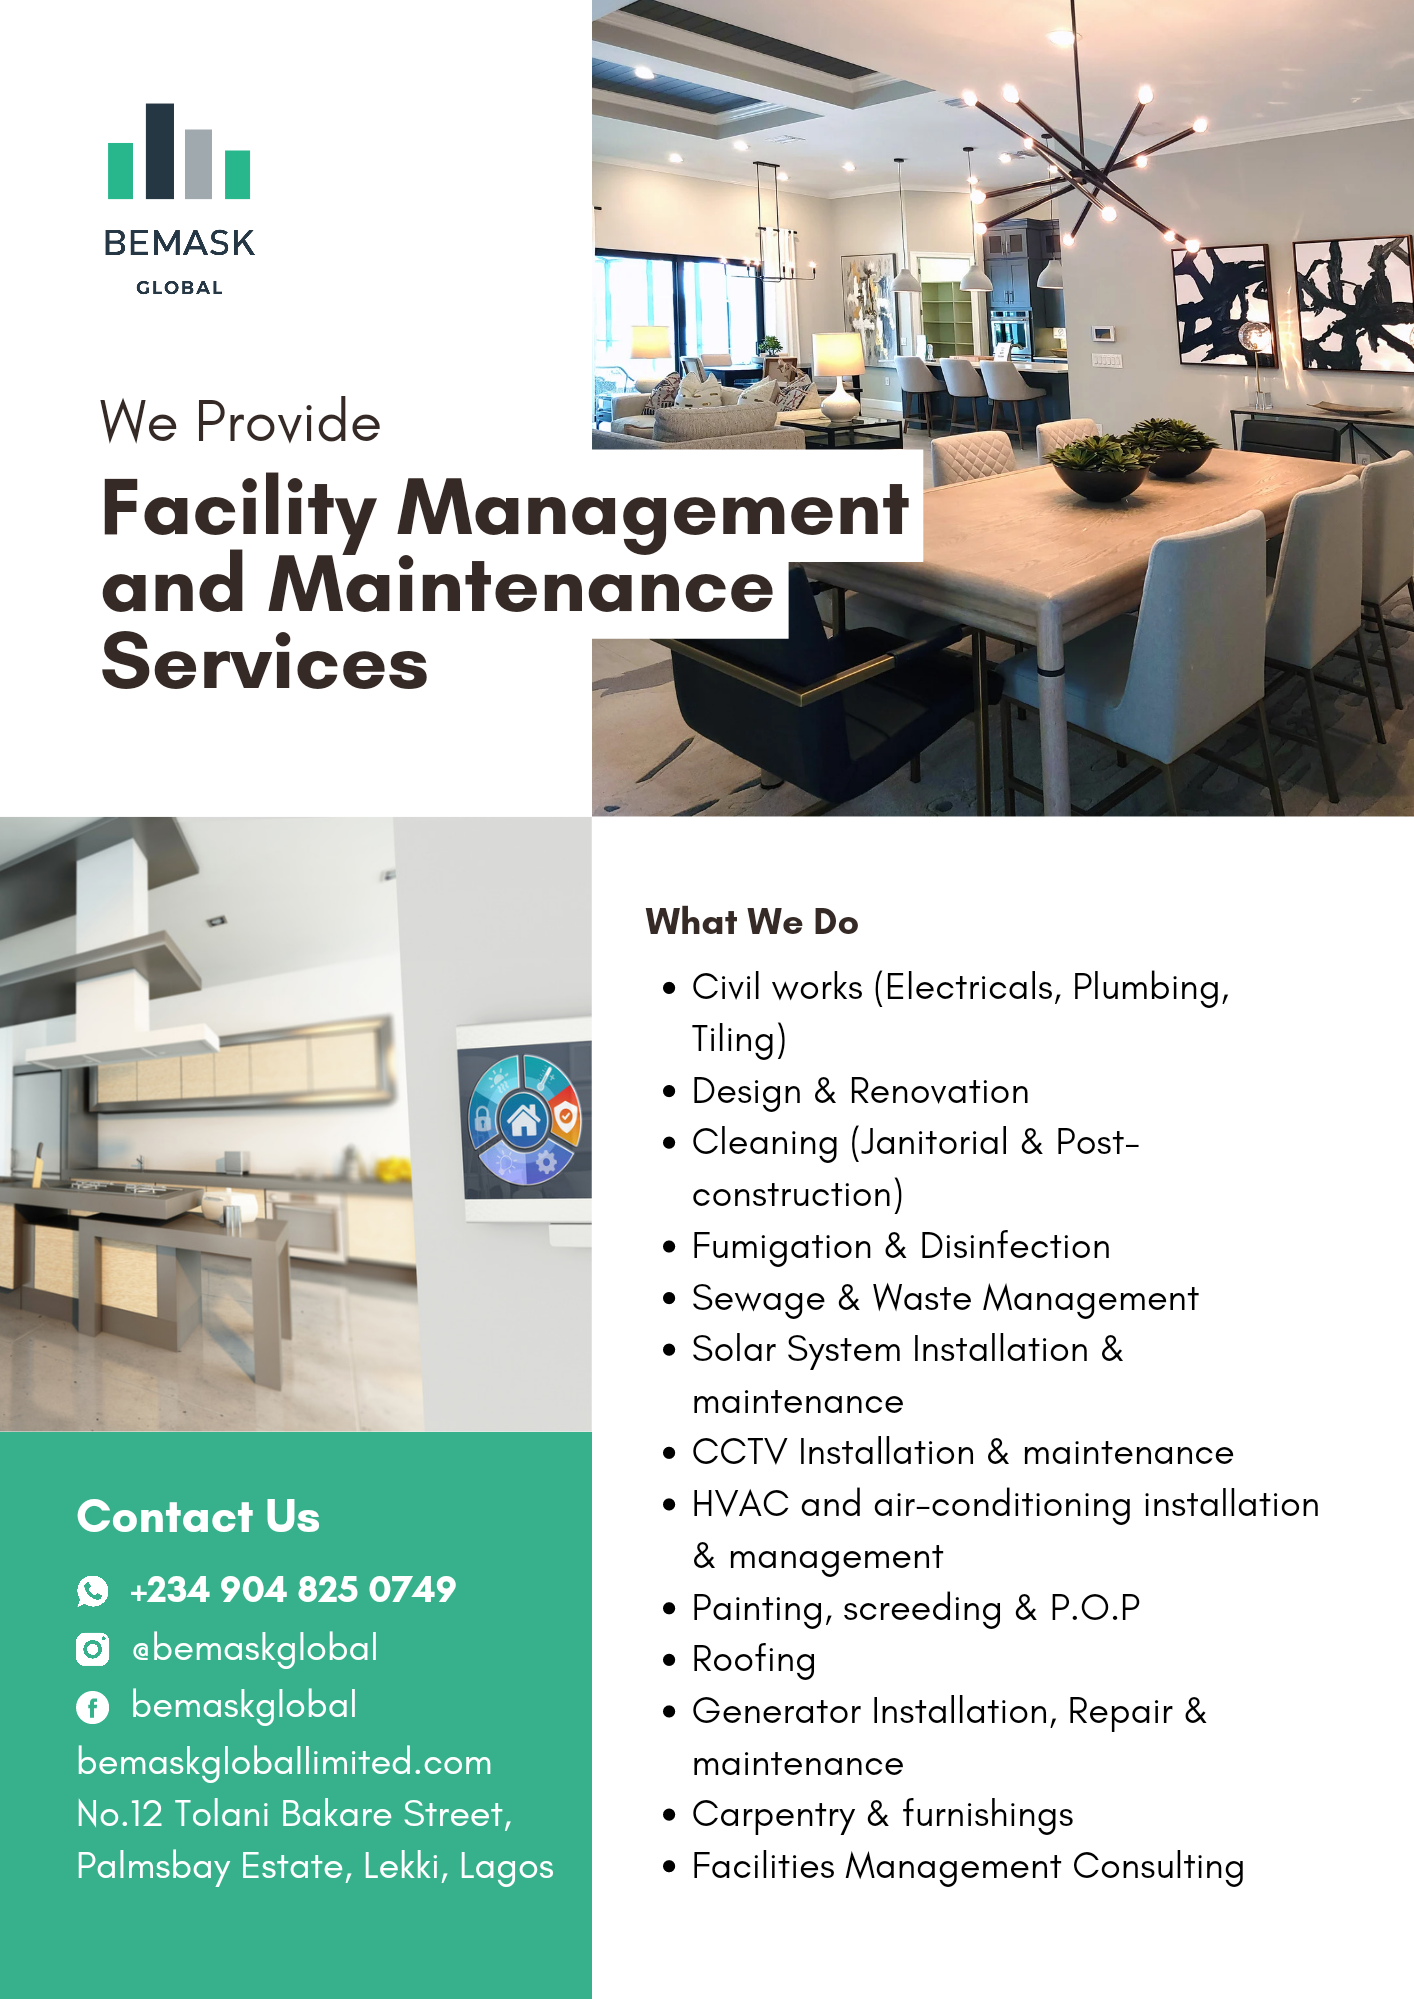 BEMASK
GLOBAL
We Provide
Facility Management
and Maintenance
Services
What We Do
• Civil works (Electricals, Plumbing,
Tiling)
• Design & Renovation
• Cleaning (Janitorial & Post-
construction)
• Fumigation & Disinfection
• Sewage & Waste Management
• Solar System Installation &
maintenance
• CCTV Installation & maintenance
• HVAC and air-conditioning installation
& management
• Painting, screeding & P.O.P
• Roofing
• Generator Installation, Repair &
maintenance
• Carpentry & furnishings
• Facilities Management Consulting
Contact Us
+234 904 825 0749
@bemaskglobal
bemaskglobal
bemaskgloballimited.com
No.12 Tolani Bakare Street,
Palmsbay Estate, Lekki, Lagos